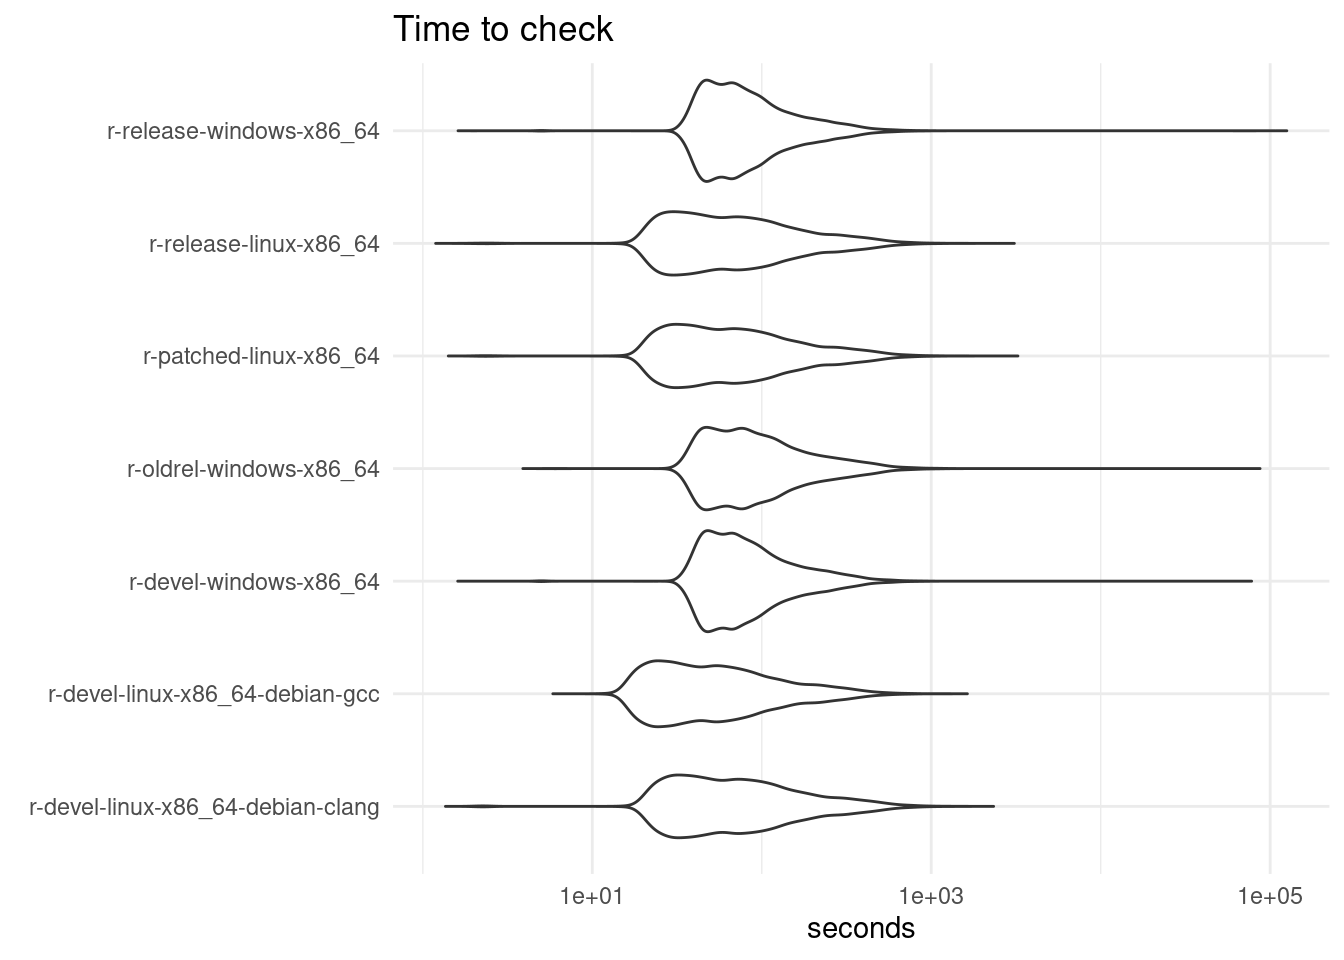 Time to check
r-release-windows-x86_64
r-release-linux-x86_64
r-patched-linux-x86_64
r-oldrel-windows-x86_64
r-devel-windows-x86_64
r-devel-linux-x86_64-debian-gcc
r-devel-linux-x86_64-debian-clang
1e+01 1e+03 1e+05
seconds